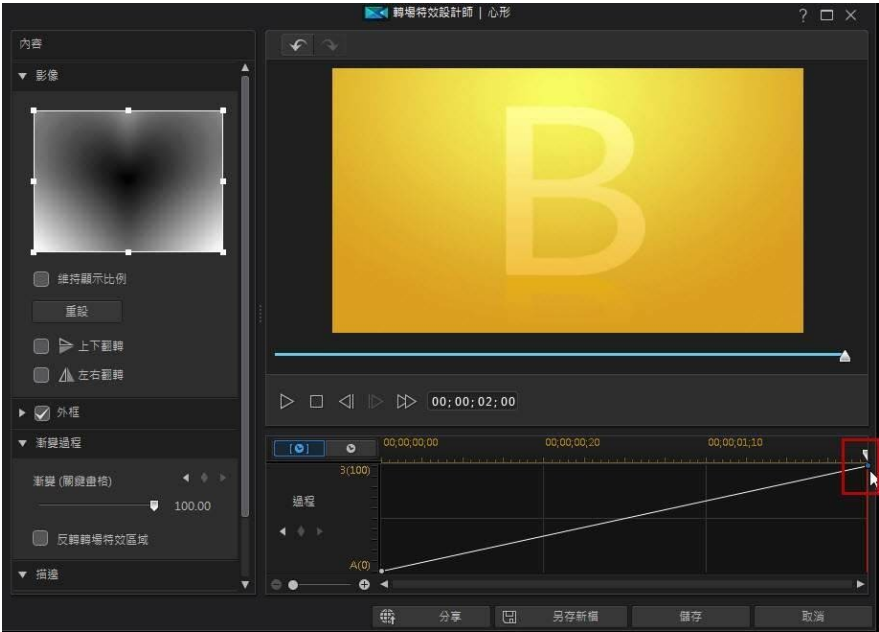 轉場特效設計師 | 心形
內容
影像
維持顯示比例
重設
上下翻轉
左右翻轉
外框
漸變過程
漸變 (關鍵畫格)
100.00
反轉轉場特效區域
描邊
B
00;00;02;00
00;00;00;00 00;00;00;20 00;00;01;10
3(100)
過程
A(0)
分享 另存新檔 儲存 取消